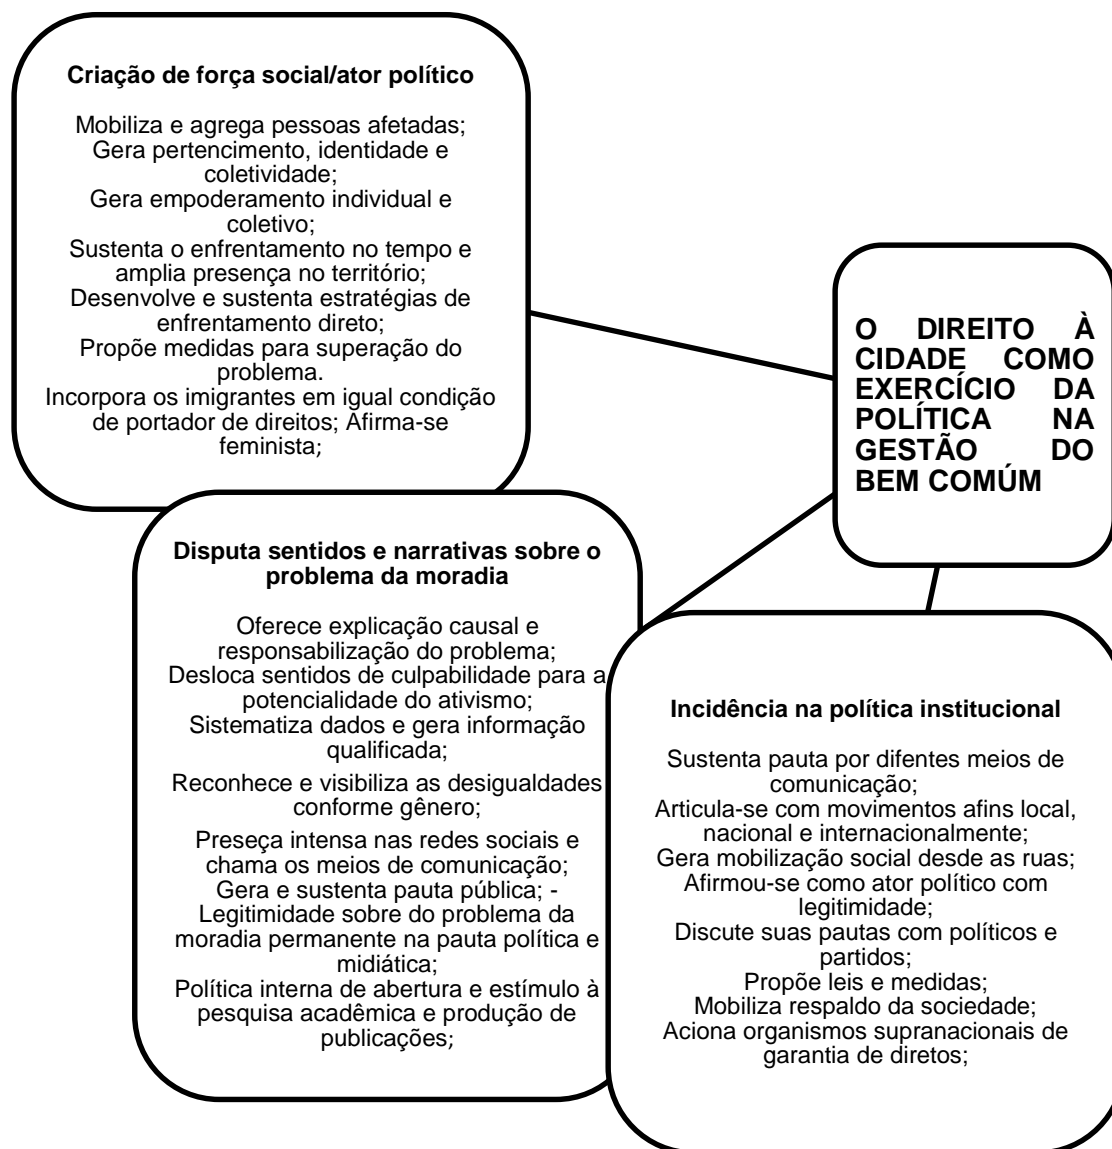 Criação de força social/ator político
Mobiliza e agrega pessoas afetadas;
Gera pertencimento, identidade e
coletividade;
Gera empoderamento individual e
coletivo;
Sustenta o enfrentamento no tempo e
amplia presença no território;
Desenvolve e sustenta estratégias de
enfrentamento direto;
Propõe medidas para superação do
problema.
Incorpora os imigrantes em igual condição
de portador de direitos; Afirma-se
feminista;
O DIREITO À
CIDADE COMO
EXERCÍCIO DA
POLÍTICA NA
GESTÃO DO
BEM COMÚM
Disputa sentidos e narrativas sobre o
problema da moradia
Oferece explicação causal e
responsabilização do problema;
Desloca sentidos de culpabilidade para a
potencialidade do ativismo;
Sistematiza dados e gera informação
qualificada;
Reconhece e visibiliza as desigualdades
conforme gênero;
Preseça intensa nas redes sociais e
chama os meios de comunicação;
Gera e sustenta pauta pública; -
Legitimidade sobre do problema da
moradia permanente na pauta política e
midiática;
Política interna de abertura e estímulo à
pesquisa acadêmica e produção de
publicações;
Incidência na política institucional
Sustenta pauta por difentes meios de
comunicação;
Articula-se com movimentos afins local,
nacional e internacionalmente;
Gera mobilização social desde as ruas;
Afirmou-se como ator político com
legitimidade;
Discute suas pautas com políticos e
partidos;
Propõe leis e medidas;
Mobiliza respaldo da sociedade;
Aciona organismos supranacionais de
garantia de diretos;